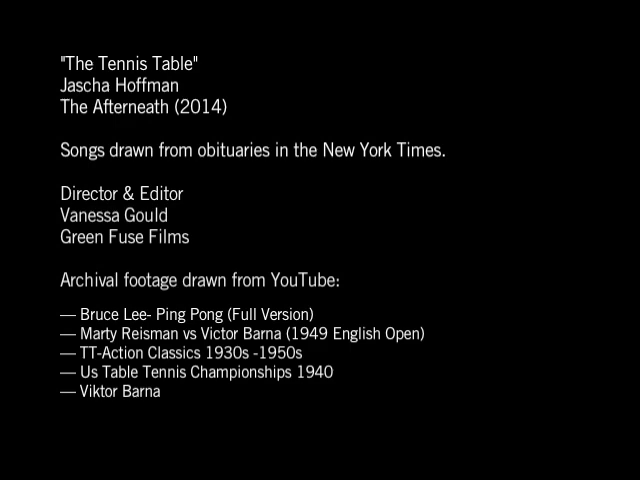 "The Tennis Table"
Jascha Hoffman
The Afterneath (2014)
Songs drawn from obituaries in the New York Times.
Director & Editor
Vanessa Gould
Green Fuse Films
Archival footage drawn from YouTube:
— Bruce Lee- Ping Pong (Full Version)
— Marty Reisman vs Victor Barna (1949 English Open)
— TT-Action Classics 1930s -1950s
— Us Table Tennis Championships 1940
— Viktor Barna